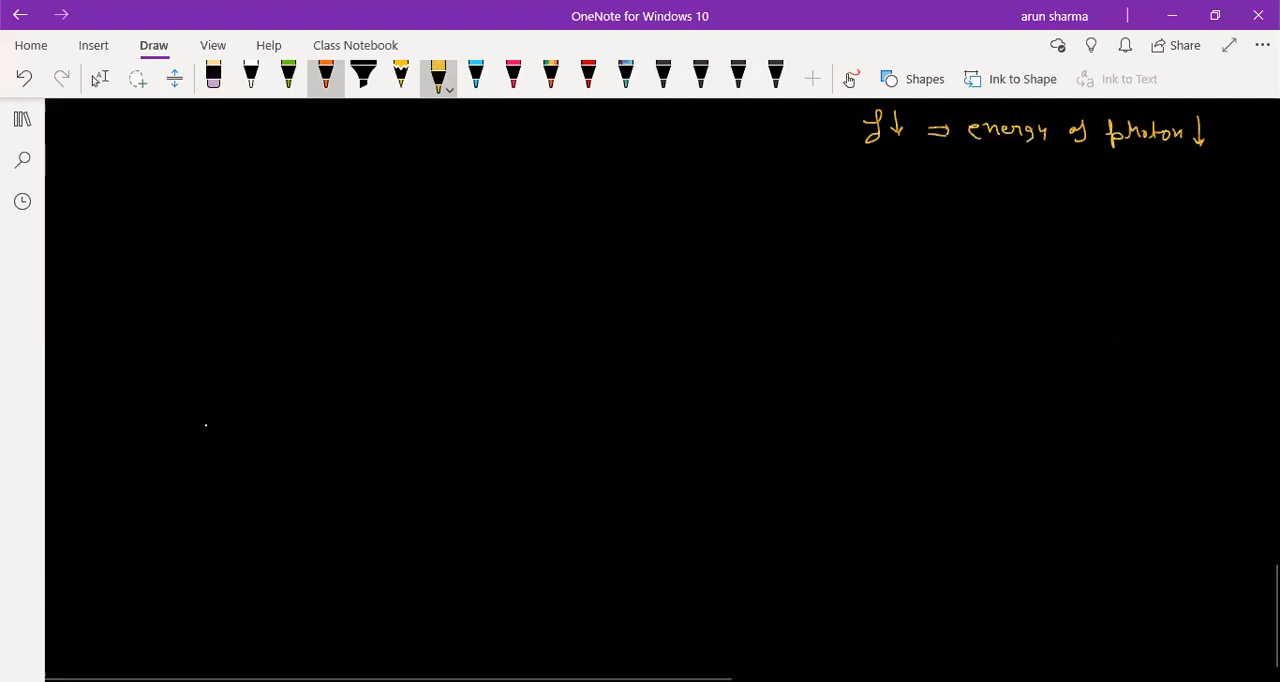 OneNote for Windows 10
arun sharma
Home Insert Draw View Help Class Notebook
Share
Shapes Ink to Shape Ink to Text
↓ ⇒ energy of photon ↓